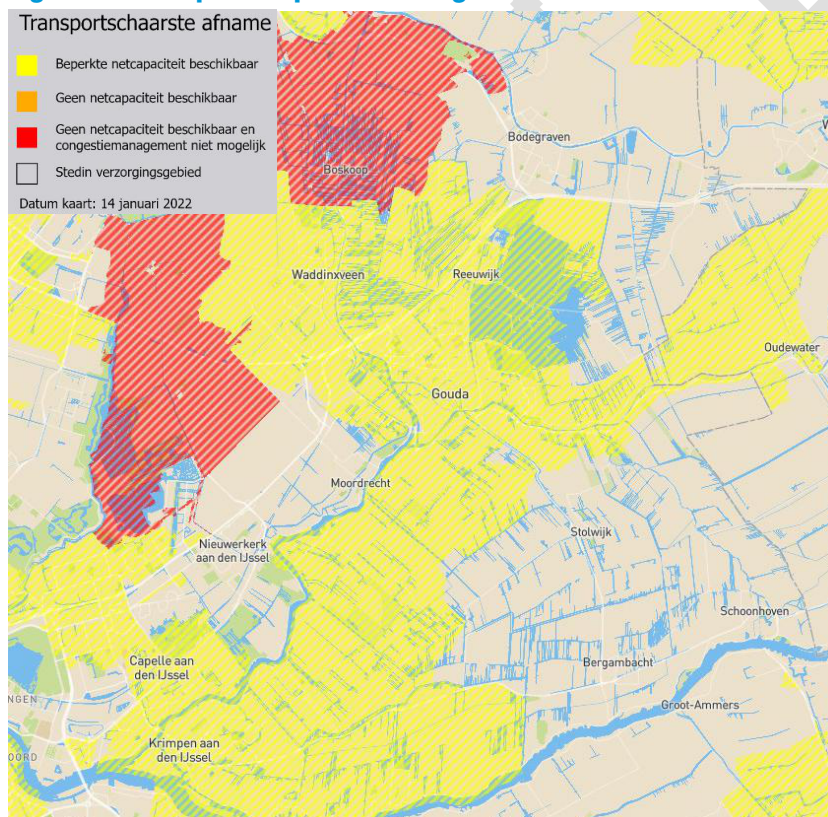 Transportschaarste afname
Beperkte netcapaciteit beschikbaar
Geen netcapaciteit beschikbaar
Geen netcapaciteit beschikbaar en
congestiemanagement niet mogelijk
Stedin verzorgingsgebied
Datum kaart: 14 januari 2022
Bodegraven
Boskoop
Waddinxveen
Reeuwijk
Oudewater
Gouda
Moordrecht
Stolwijk
Nieuwerkerk
aan den IJssel
Schoonhoven
Capelle aan
den IJssel
Bergambacht
NGEN
Groot-Ammers
Krimpen aan
den IJssel
OORD